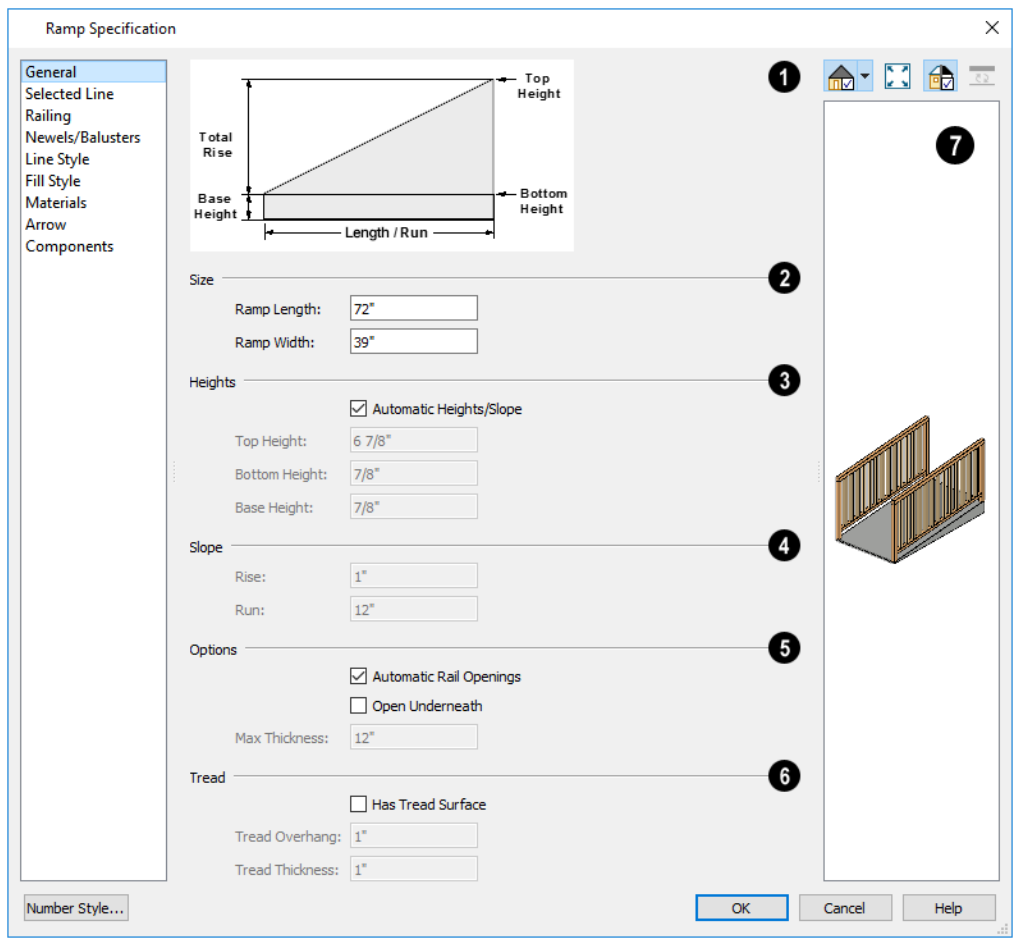 Ramp Specification
General
Selected Line
Railing
Newels/Balusters
Line Style
Fill Style
Materials
Arrow
Components
Top
Height
Total
Rise
Base
Height
Bottom
Height
Length / Run
1
7
Size
2
Ramp Length: 72"
Ramp Width: 39"
Heights
3
Automatic Heights/Slope
Top Height: 6 7/8"
Bottom Height: 7/8"
Base Height: 7/8"
Slope
4
Rise: 1"
Run: 12"
Options
5
Automatic Rail Openings
Open Underneath
Max Thickness: 12"
Tread
6
Has Tread Surface
Tread Overhang: 1"
Tread Thickness: 1"
Number Style...
OK
Cancel
Help